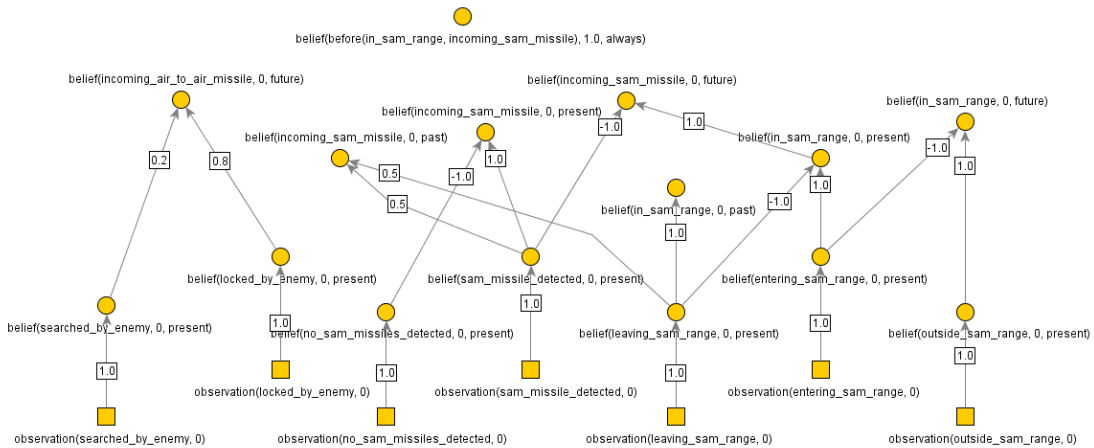 belief(before(in_sam_range, incoming_sam_missile), 1.0, always)
belief(incoming_air_to_air_missile, 0, future)
belief(incoming_sam_missile, 0, future)
belief(in_sam_range, 0, future)
belief(incoming_sam_missile, 0, present)
belief(incoming_sam_missile, 0, past)
belief(in_sam_range, 0, present)
-1.0
1.0
-1.0
0.2
0.8
0.5
-1.0
1.0
1.0
1.0
-1.0
belief(in_sam_range, 0, past)
0.5
1.0
belief(locked_by_enemy, 0, present)
belief(sam_missile_detected, 0, present)
belief(entering_sam_range, 0, present)
belief(searched_by_enemy, 0, present)
belief(no_sam_missiles_detected, 0, present)
belief(leaving_sam_range, 0, present)
belief(outside_sam_range, 0, present)
1.0
1.0
1.0
1.0
1.0
1.0
1.0
observation(locked_by_enemy, 0)
observation(sam_missile_detected, 0)
observation(entering_sam_range, 0)
observation(searched_by_enemy, 0)
observation(no_sam_missiles_detected, 0)
observation(leaving_sam_range, 0)
observation(outside_sam_range, 0)